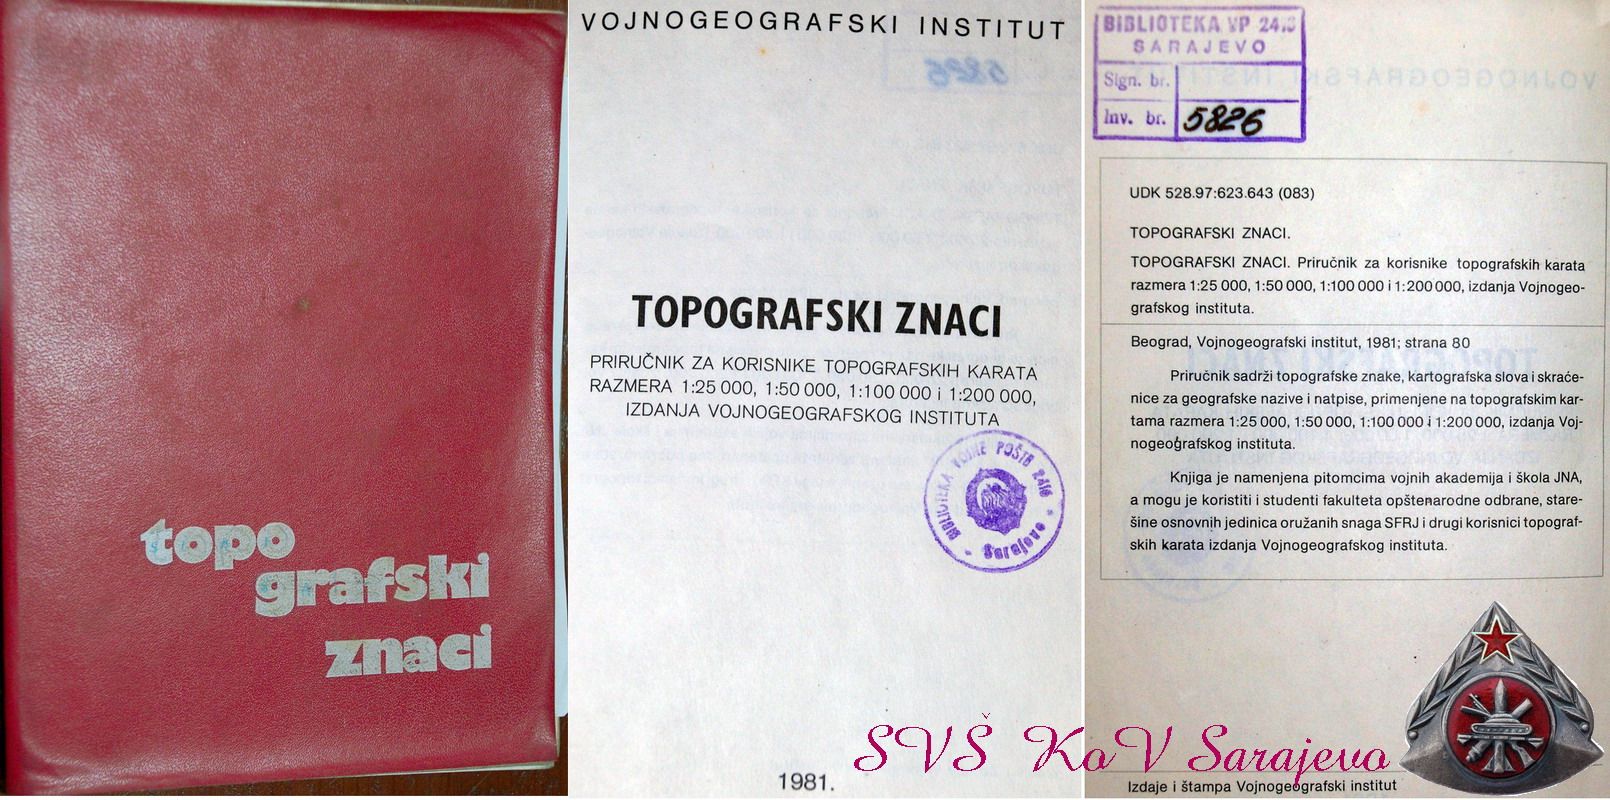 topo
grafski
znaci
VOJNOGEOGRAFSKI INSTITUT
TOPOGRAFSKI ZNACI
PRIRUČNIK ZA KORISNIKE TOPOGRAFSKIH KARATA
RAZMERA 1:25 000, 1:50 000, 1:100 000 i 1:200 000,
IZDANJA VOJNOGEOGRAFSKOG INSTITUTA
BIBLIOTEKA VOJNE POŠTE 2416
Sarajevo
1981.
BIBLIOTEKA VP
SARAJEVO
Sign. br.
Inv. br. 5826
UDK 528.97:623.643 (083)
TOPOGRAFSKI ZNACI.
TOPOGRAFSKI ZNACI. Priručnik za korisnike topografskih karata
razmera 1:25 000, 1:50 000, 1:100 000 i 1:200 000, izdanja Vojnogeo-
grafskog instituta.
Beograd, Vojnogeografski institut, 1981; strana 80
Priručnik sadrži topografske znake, kartografska slova i skraće-
nice za geografske nazive i natpise, primenjene na topografskim kar-
tama razmera 1:25 000, 1:50 000, 1:100 000 i 1:200 000, izdanja Voj-
nogeografskog instituta.
Knjiga je namenjena pitomcima vojnih akademija i škola JNA,
a mogu je koristiti i studenti fakulteta opštenarodne odbrane, stare-
šine osnovnih jedinica oružanih snaga SFRJ i drugi korisnici topograf-
skih karata izdanja Vojnogeografskog instituta.
SVŠ KoV Sarajevo
Izdaje i štampa Vojnogeografski institut